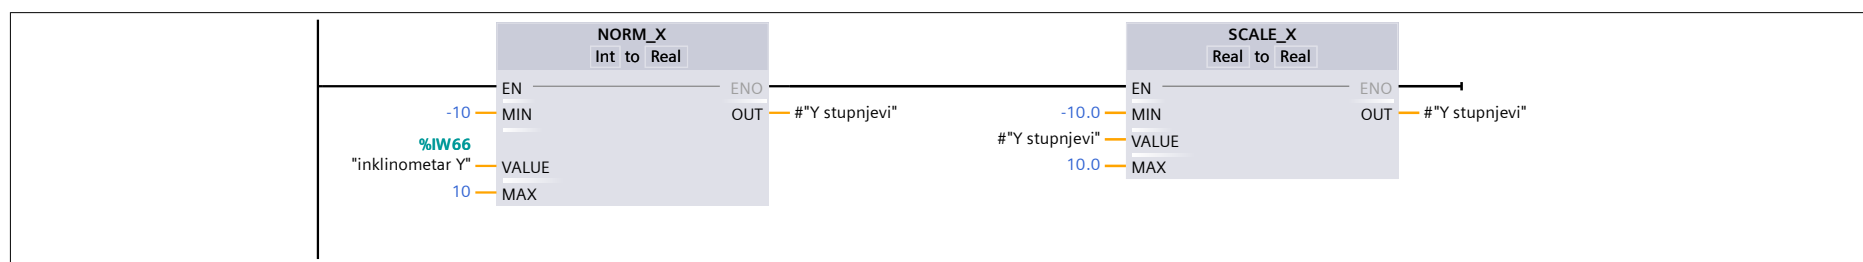 NORM_X
Int to Real
EN
ENO
-10 MIN
OUT #"Y stupnjevi"
%IW66
"inklinometar Y" VALUE
10 MAX
SCALE_X
Real to Real
EN
ENO
-10.0 MIN
OUT #"Y stupnjevi"
#"Y stupnjevi" VALUE
10.0 MAX